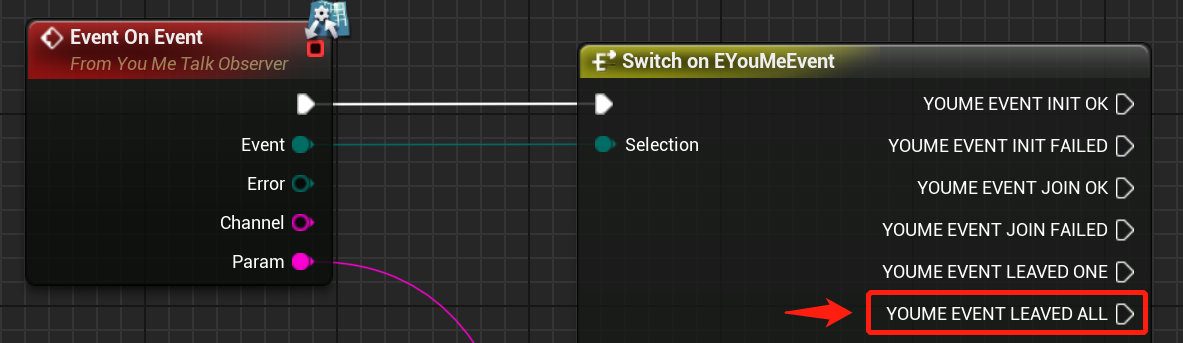 Event On Event
From You Me Talk Observer
Event
Error
Channel
Param
Switch on EYouMeEvent
Selection
YOUME EVENT INIT OK
YOUME EVENT INIT FAILED
YOUME EVENT JOIN OK
YOUME EVENT JOIN FAILED
YOUME EVENT LEAVED ONE
YOUME EVENT LEAVED ALL